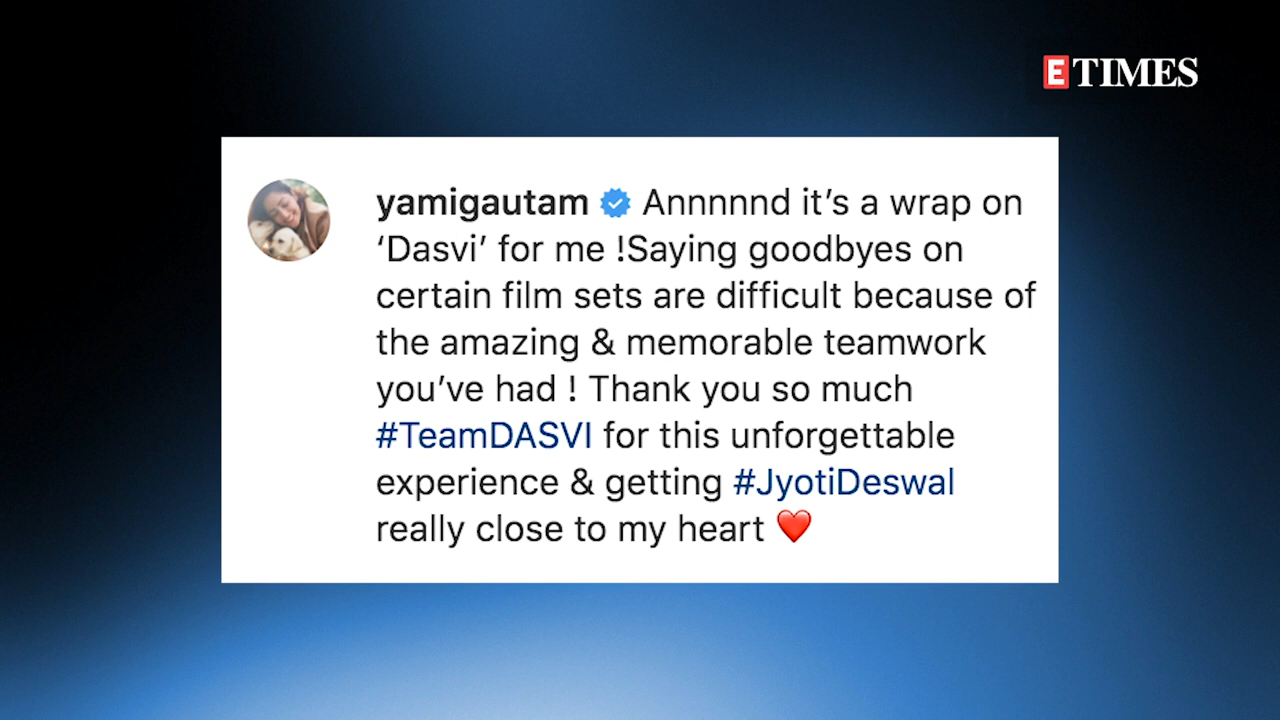 E TIMES
yamigautam Annnnnd it’s a wrap on
‘Dasvi’ for me !Saying goodbyes on
certain film sets are difficult because of
the amazing & memorable teamwork
you’ve had ! Thank you so much
#TeamDASVI for this unforgettable
experience & getting #JyotiDeswal
really close to my heart ❤️